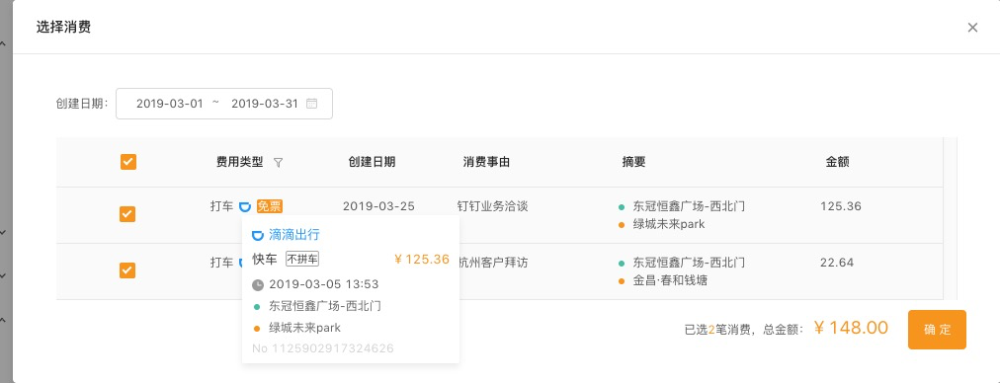 选择消费
创建日期: 2019-03-01 ~ 2019-03-31
费用类型 创建日期 消费事由 摘要 金额
打车 免票 2019-03-25 钉钉业务洽谈 东冠恒鑫广场-西北门 125.36
绿城未来park
打车 杭州客户拜访 东冠恒鑫广场-西北门 22.64
金昌·春和钱塘
滴滴出行
快车 不拼车 ¥125.36
2019-03-05 13:53
东冠恒鑫广场-西北门
绿城未来park
No 1125902917324626
已选2笔消费，总金额: ¥148.00 确定